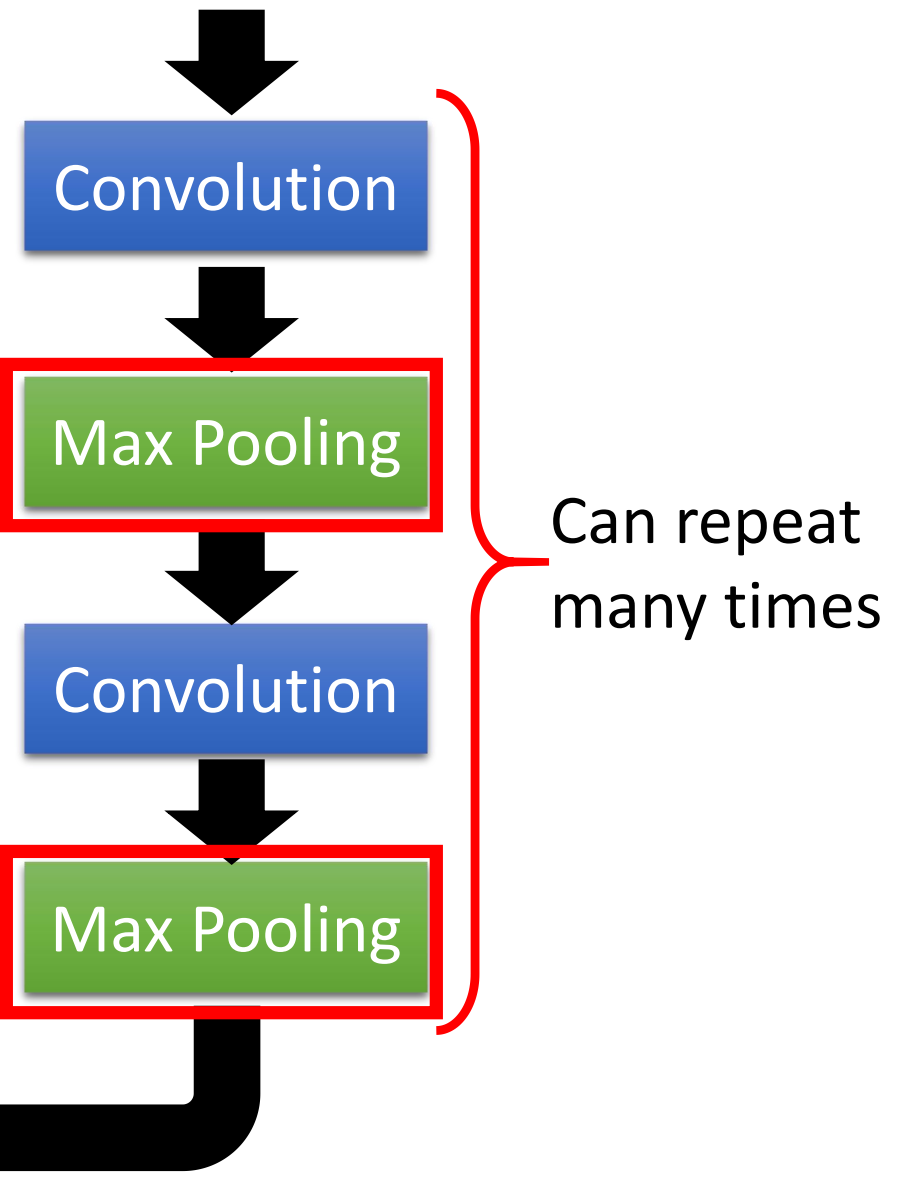 Convolution
Max Pooling
Can repeat
many times
Convolution
Max Pooling